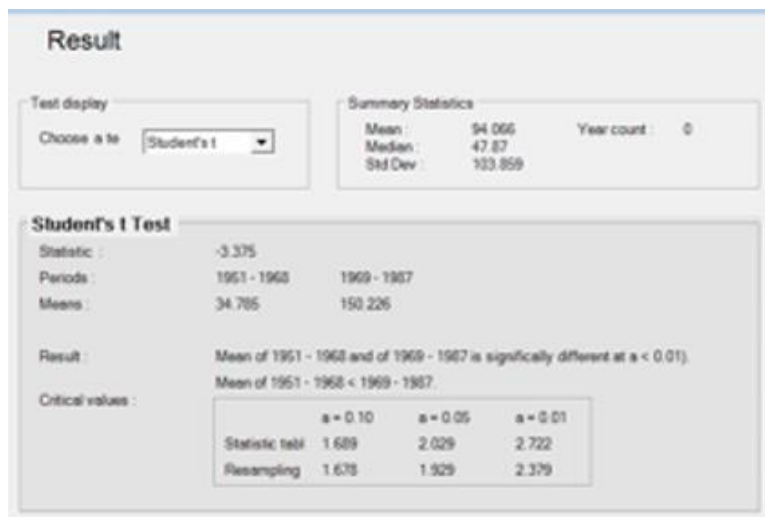 Result
Test display
Choose a te Student's t
Summary Statistics
Mean : 94.066 Year count : 0
Median : 47.87
Std Dev : 103.859
Student's t Test
Statistic : -3.375
Periods : 1951 - 1968 1969 - 1987
Means : 34.785 150.226
Result : Mean of 1951 - 1968 and of 1969 - 1987 is significally different at a < 0.01).
Mean of 1951 - 1968 < 1969 - 1987.
Critical values :
a = 0.10 a = 0.05 a = 0.01
Statistic tabl 1.689 2.029 2.722
Resampling 1.678 1.929 2.379